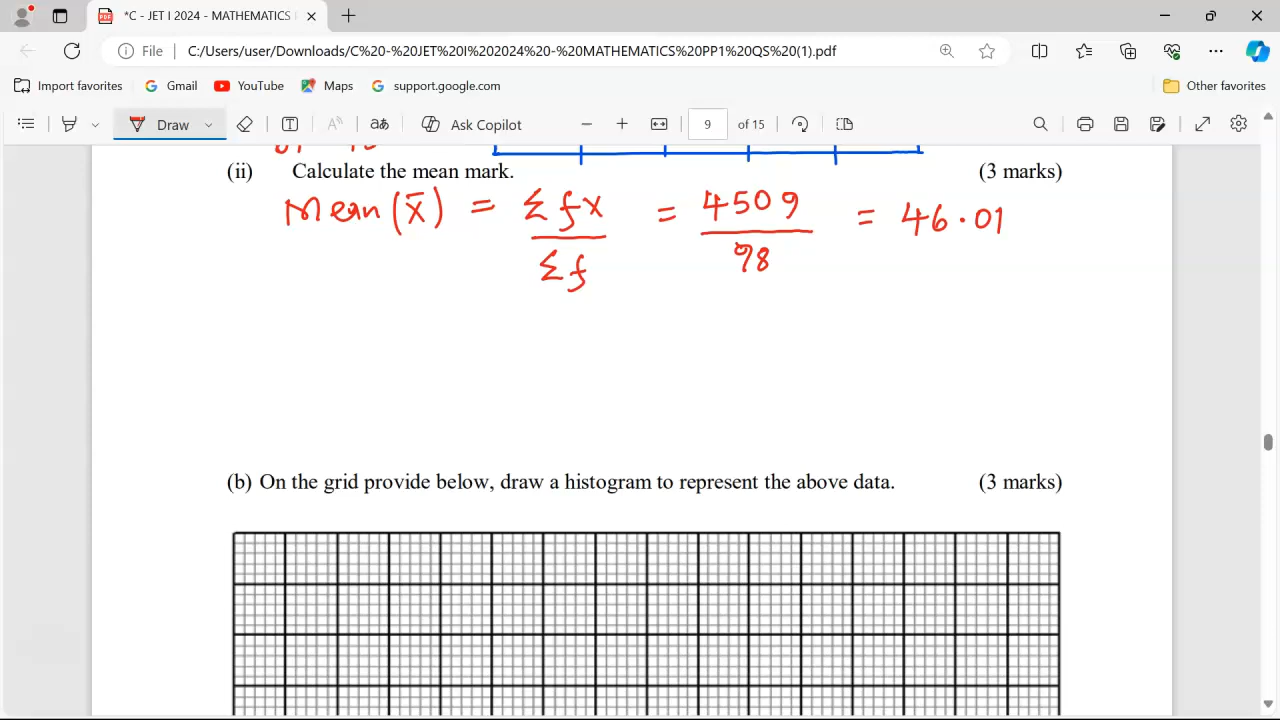 *C - JET I 2024 - MATHEMATICS
File C:/Users/user/Downloads/C%20-%20JET%20I%202024%20-%20MATHEMATICS%20PP1%20QS%20(1).pdf
Import favorites Gmail YouTube Maps support.google.com Other favorites
Draw T A aあ Ask Copilot 9 of 15
(ii) Calculate the mean mark. (3 marks)
Mean (x̄) = Σfx / Σf = 4509 / 98 = 46.01
(b) On the grid provide below, draw a histogram to represent the above data. (3 marks)